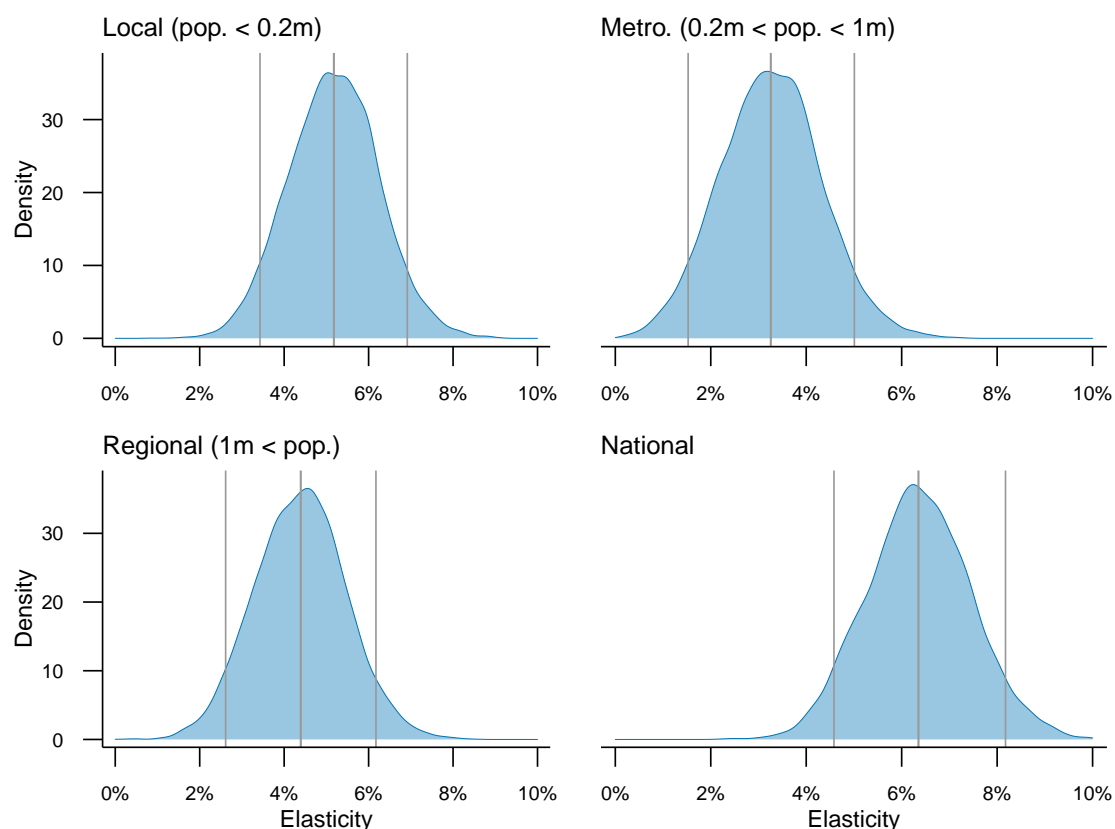 Local (pop. < 0.2m)
Density
30
20
10
0
0% 2% 4% 6% 8% 10%
Metro. (0.2m < pop. < 1m)
0% 2% 4% 6% 8% 10%
Regional (1m < pop.)
Density
30
20
10
0
0% 2% 4% 6% 8% 10%
Elasticity
National
0% 2% 4% 6% 8% 10%
Elasticity